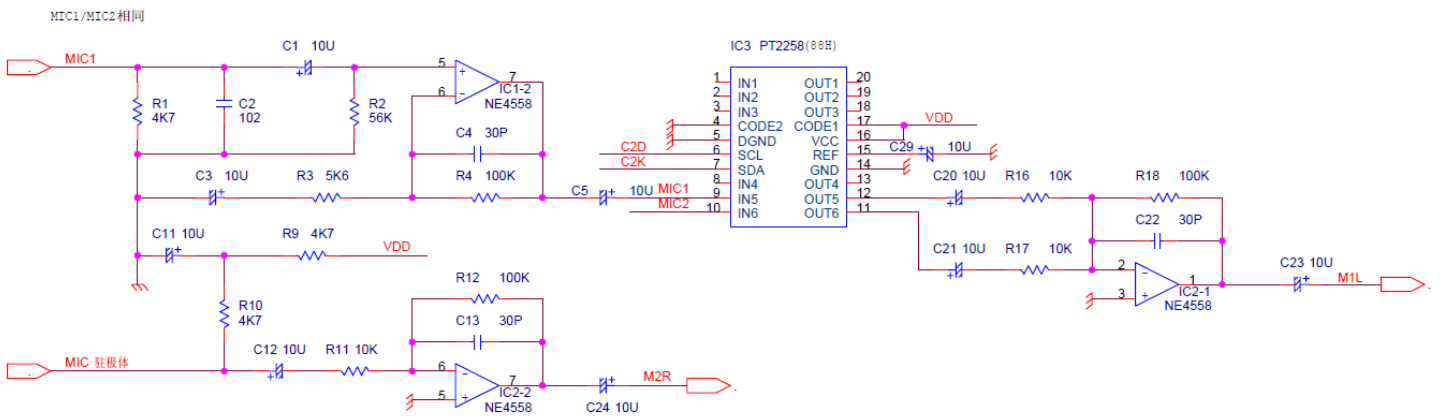 MIC1/MIC2相同
MIC1
C1 10U
R1
4K7
C2
102
R2
56K
5
6
7
+
−
IC1-2
NE4558
C4 30P
C3 10U
R3 5K6
R4 100K
C5
10U
MIC1
MIC2
C2D
C2K
IC3 PT2258(88H)
1 IN1 OUT1 20
2 IN2 OUT2 19
3 IN3 OUT3 18
4 CODE2 CODE1 17
5 DGND VCC 16
6 SCL REF 15
7 SDA GND 14
8 IN4 OUT4 13
9 IN5 OUT5 12
10 IN6 OUT6 11
VDD
C29 10U
C20 10U
R16 10K
R18 100K
C22 30P
C21 10U
R17 10K
2
3
1
−
+
IC2-1
NE4558
C23 10U
M1L
C11 10U
R9 4K7
VDD
R10
4K7
R12
100K
C13 30P
MIC 驻极体
C12 10U
R11 10K
6
5
7
−
+
IC2-2
NE4558
C24 10U
M2R